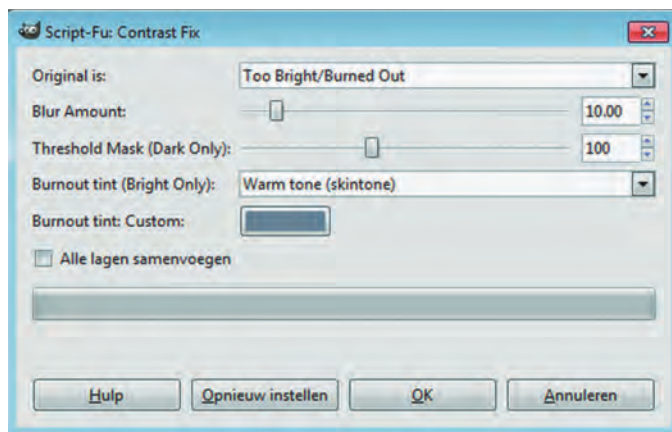 Script-Fu: Contrast Fix
Original is: Too Bright/Burned Out
Blur Amount: 10.00
Threshold Mask (Dark Only): 100
Burnout tint (Bright Only): Warm tone (skintone)
Burnout tint: Custom:
Alle lagen samenvoegen
Hulp Opnieuw instellen OK Annuleren